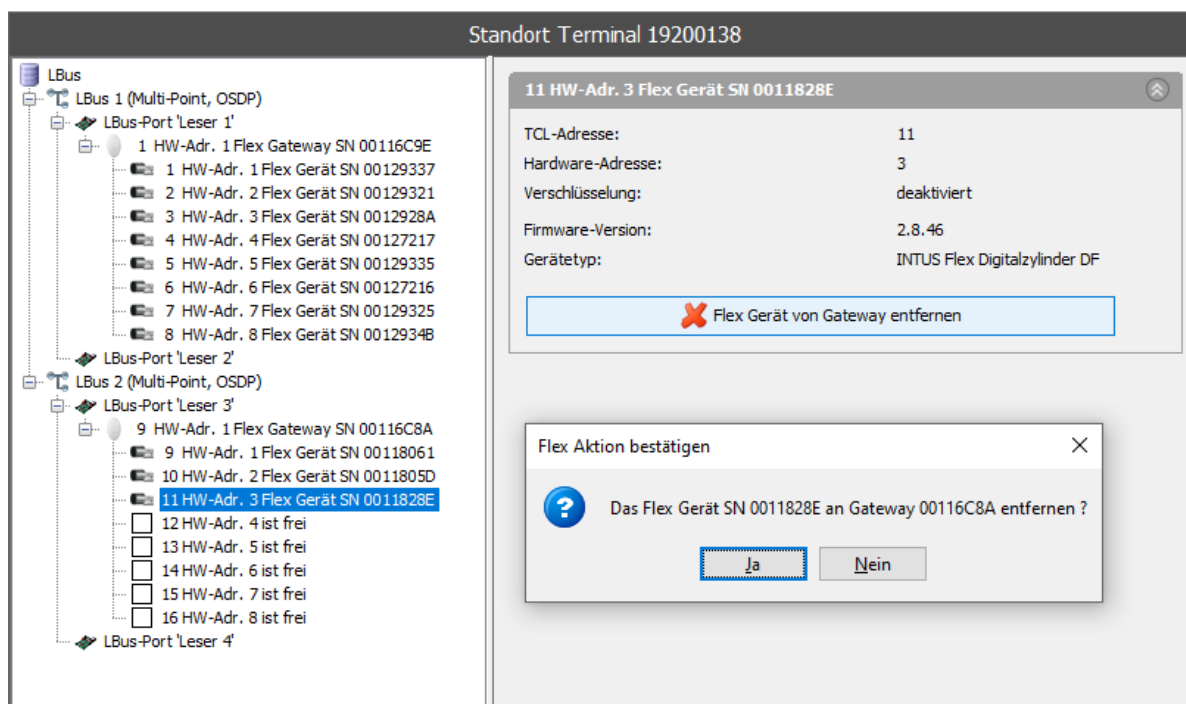 Standort Terminal 19200138
LBus
LBus 1 (Multi-Point, OSDP)
LBus-Port 'Leser 1'
1 HW-Adr. 1 Flex Gateway SN 00116C9E
1 HW-Adr. 1 Flex Gerät SN 00129337
2 HW-Adr. 2 Flex Gerät SN 00129321
3 HW-Adr. 3 Flex Gerät SN 0012928A
4 HW-Adr. 4 Flex Gerät SN 00127217
5 HW-Adr. 5 Flex Gerät SN 00129335
6 HW-Adr. 6 Flex Gerät SN 00127216
7 HW-Adr. 7 Flex Gerät SN 00129325
8 HW-Adr. 8 Flex Gerät SN 0012934B
LBus-Port 'Leser 2'
LBus 2 (Multi-Point, OSDP)
LBus-Port 'Leser 3'
9 HW-Adr. 1 Flex Gateway SN 00116C8A
9 HW-Adr. 1 Flex Gerät SN 00118061
10 HW-Adr. 2 Flex Gerät SN 0011805D
11 HW-Adr. 3 Flex Gerät SN 0011828E
12 HW-Adr. 4 ist frei
13 HW-Adr. 5 ist frei
14 HW-Adr. 6 ist frei
15 HW-Adr. 7 ist frei
16 HW-Adr. 8 ist frei
LBus-Port 'Leser 4'
11 HW-Adr. 3 Flex Gerät SN 0011828E
TCL-Adresse: 11
Hardware-Adresse: 3
Verschlüsselung: deaktiviert
Firmware-Version: 2.8.46
Gerätetyp: INTUS Flex Digitalzylinder DF
Flex Gerät von Gateway entfernen
Flex Aktion bestätigen
Das Flex Gerät SN 0011828E an Gateway 00116C8A entfernen ?
Ja Nein